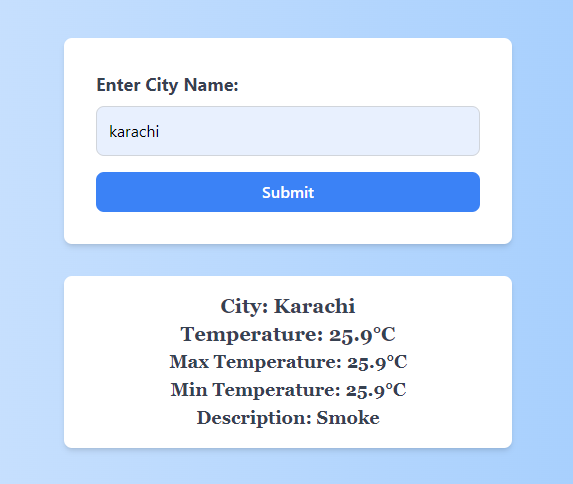 Enter City Name:
karachi
Submit
City: Karachi
Temperature: 25.9°C
Max Temperature: 25.9°C
Min Temperature: 25.9°C
Description: Smoke